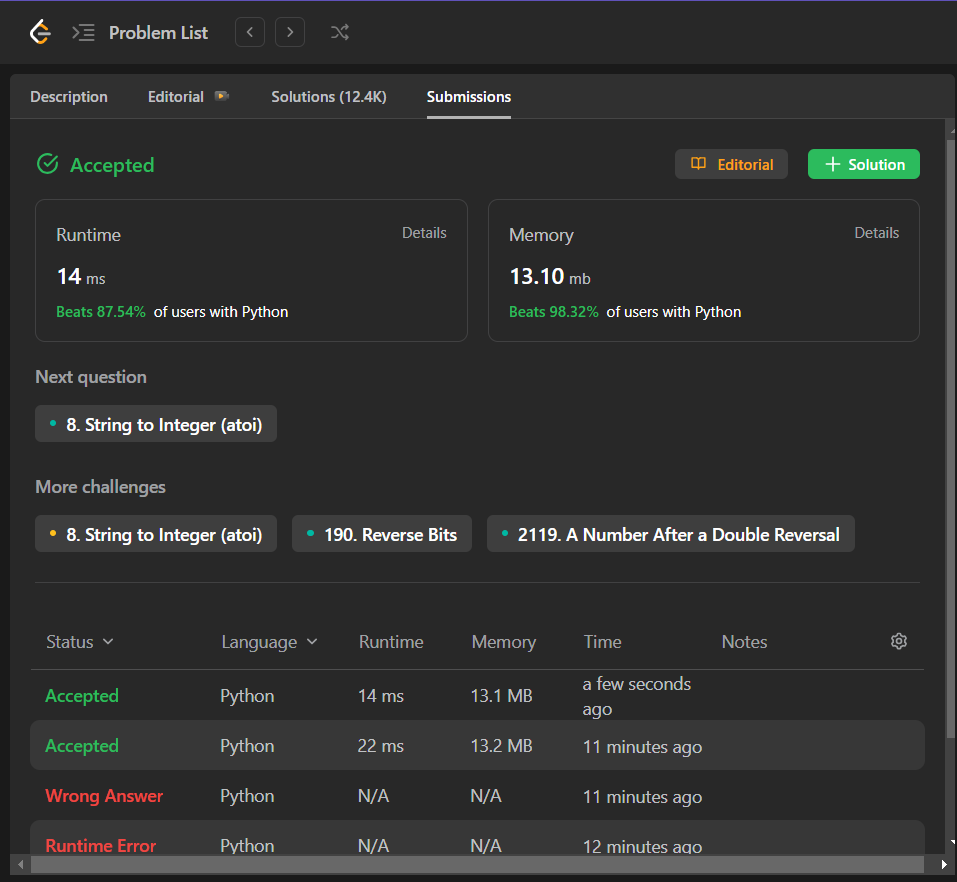 Problem List
Description Editorial Solutions (12.4K) Submissions
Accepted Editorial Solution
Runtime Details
14 ms
Beats 87.54% of users with Python
Memory Details
13.10 mb
Beats 98.32% of users with Python
Next question
8. String to Integer (atoi)
More challenges
8. String to Integer (atoi) 190. Reverse Bits 2119. A Number After a Double Reversal
Status Language Runtime Memory Time Notes
Accepted Python 14 ms 13.1 MB a few seconds
ago
Accepted Python 22 ms 13.2 MB 11 minutes ago
Wrong Answer Python N/A N/A 11 minutes ago
Runtime Error Python N/A N/A 12 minutes ago